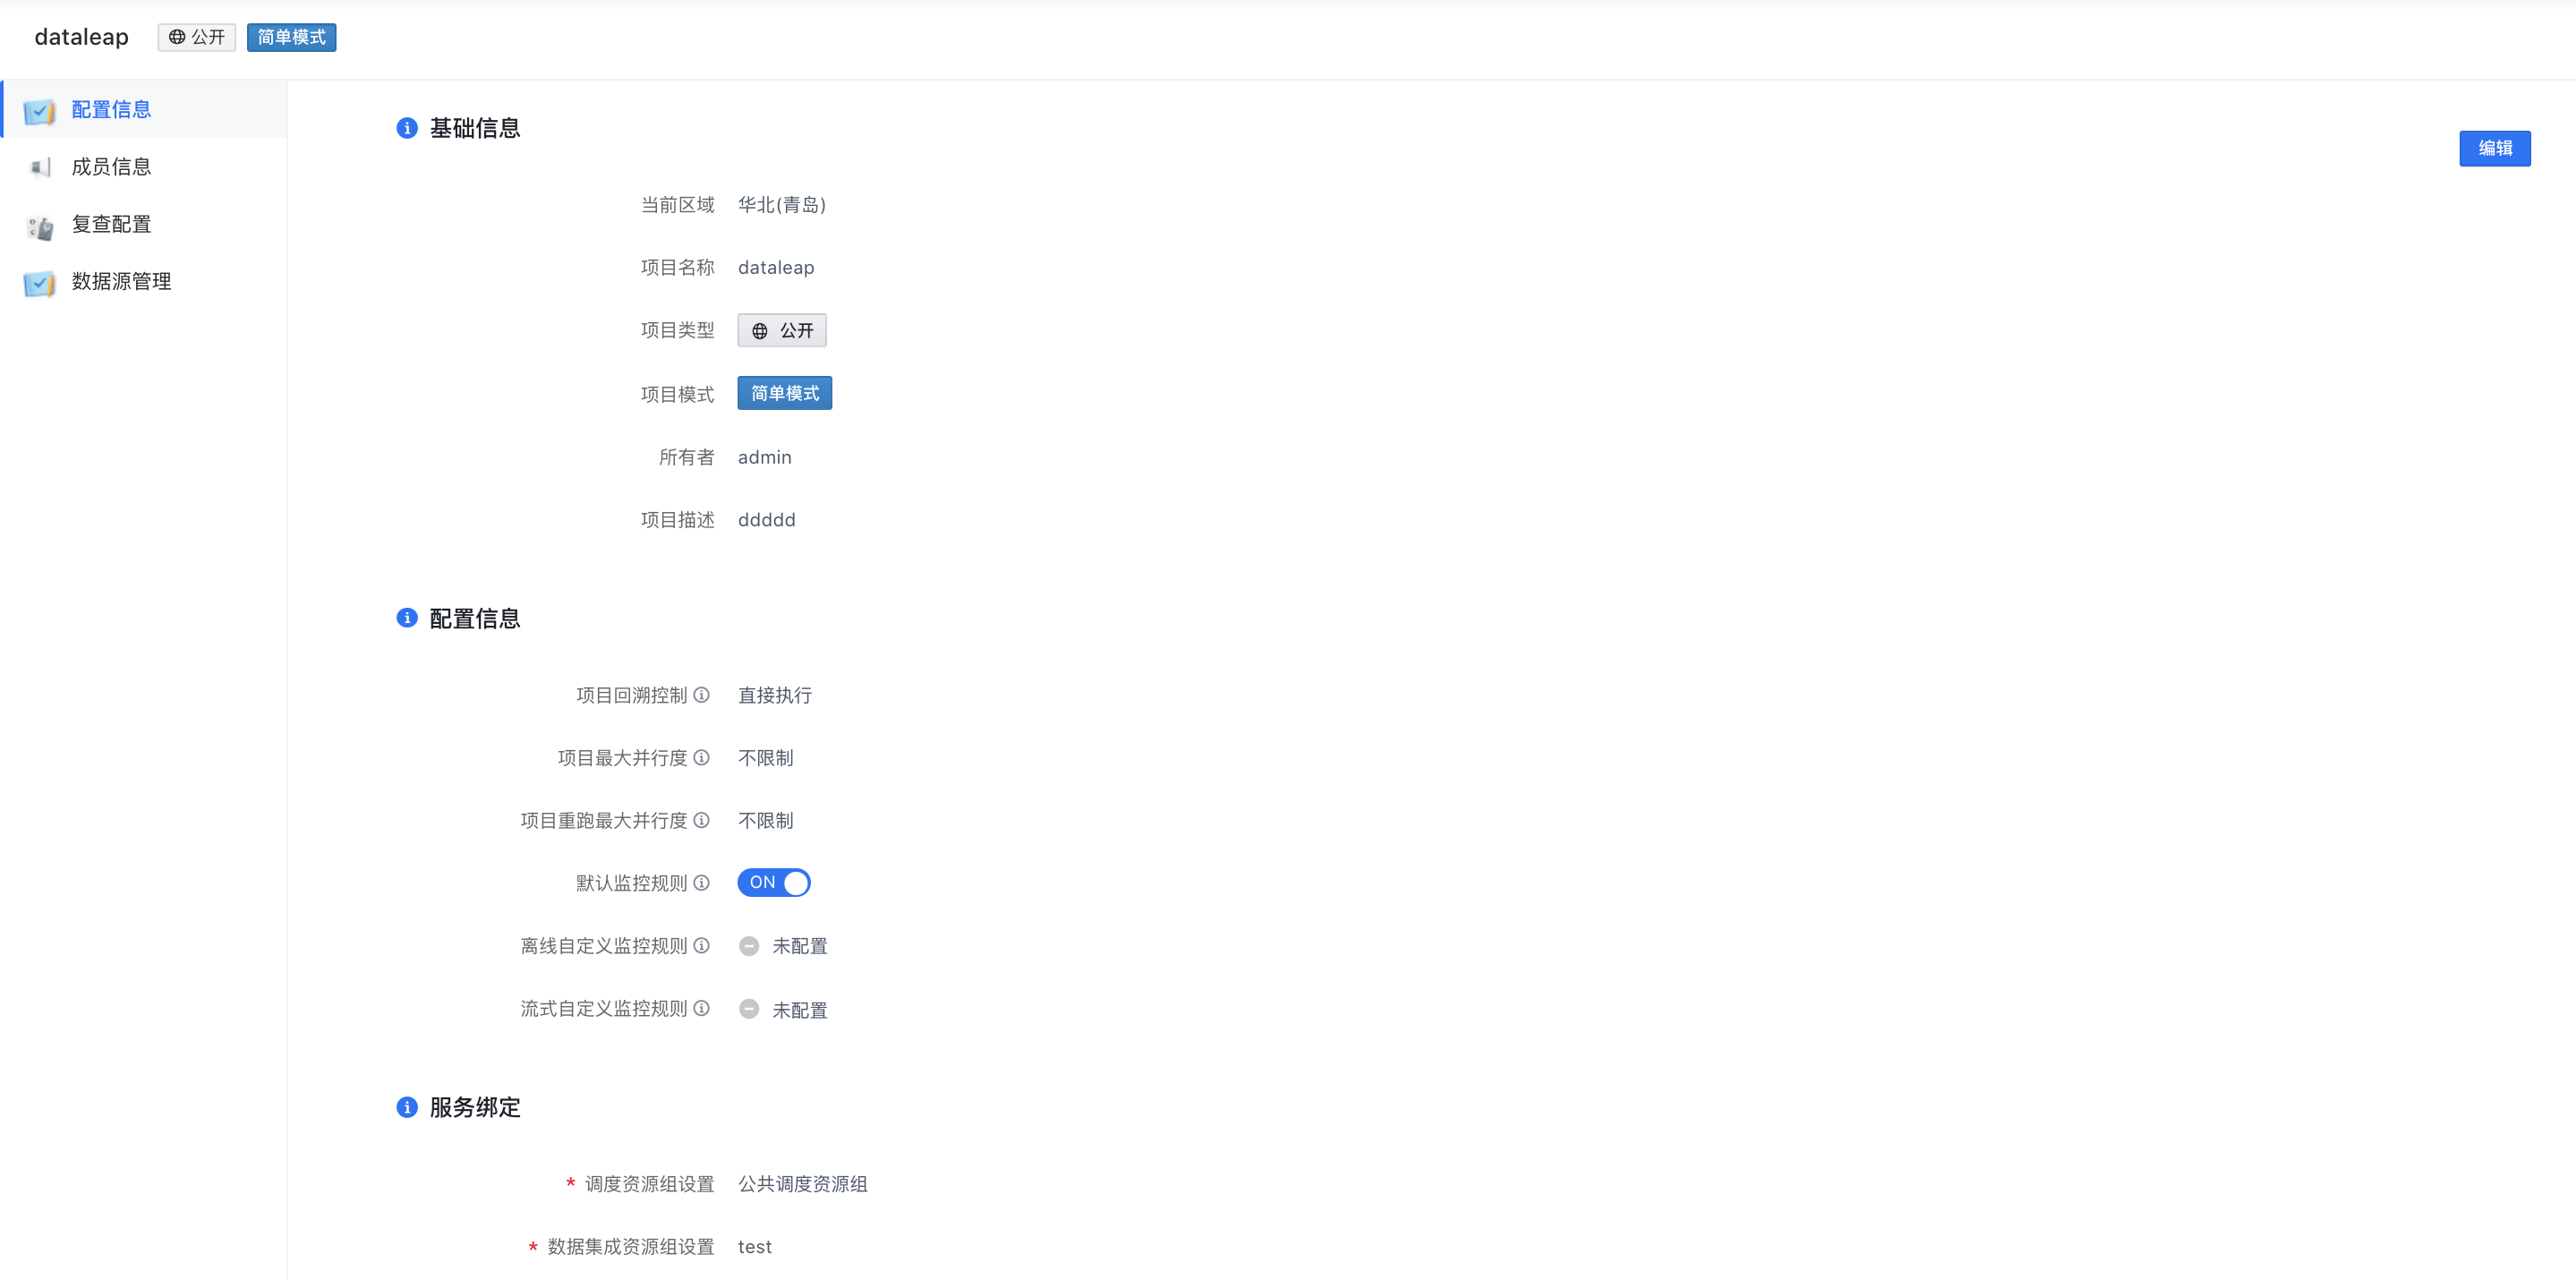 dataleap 公开 简单模式
配置信息
成员信息
复查配置
数据源管理
基础信息
编辑
当前区域 华北(青岛)
项目名称 dataleap
项目类型 公开
项目模式 简单模式
所有者 admin
项目描述 ddddd
配置信息
项目回溯控制 直接执行
项目最大并行度 不限制
项目重跑最大并行度 不限制
默认监控规则 ON
离线自定义监控规则 未配置
流式自定义监控规则 未配置
服务绑定
* 调度资源组设置 公共调度资源组
* 数据集成资源组设置 test